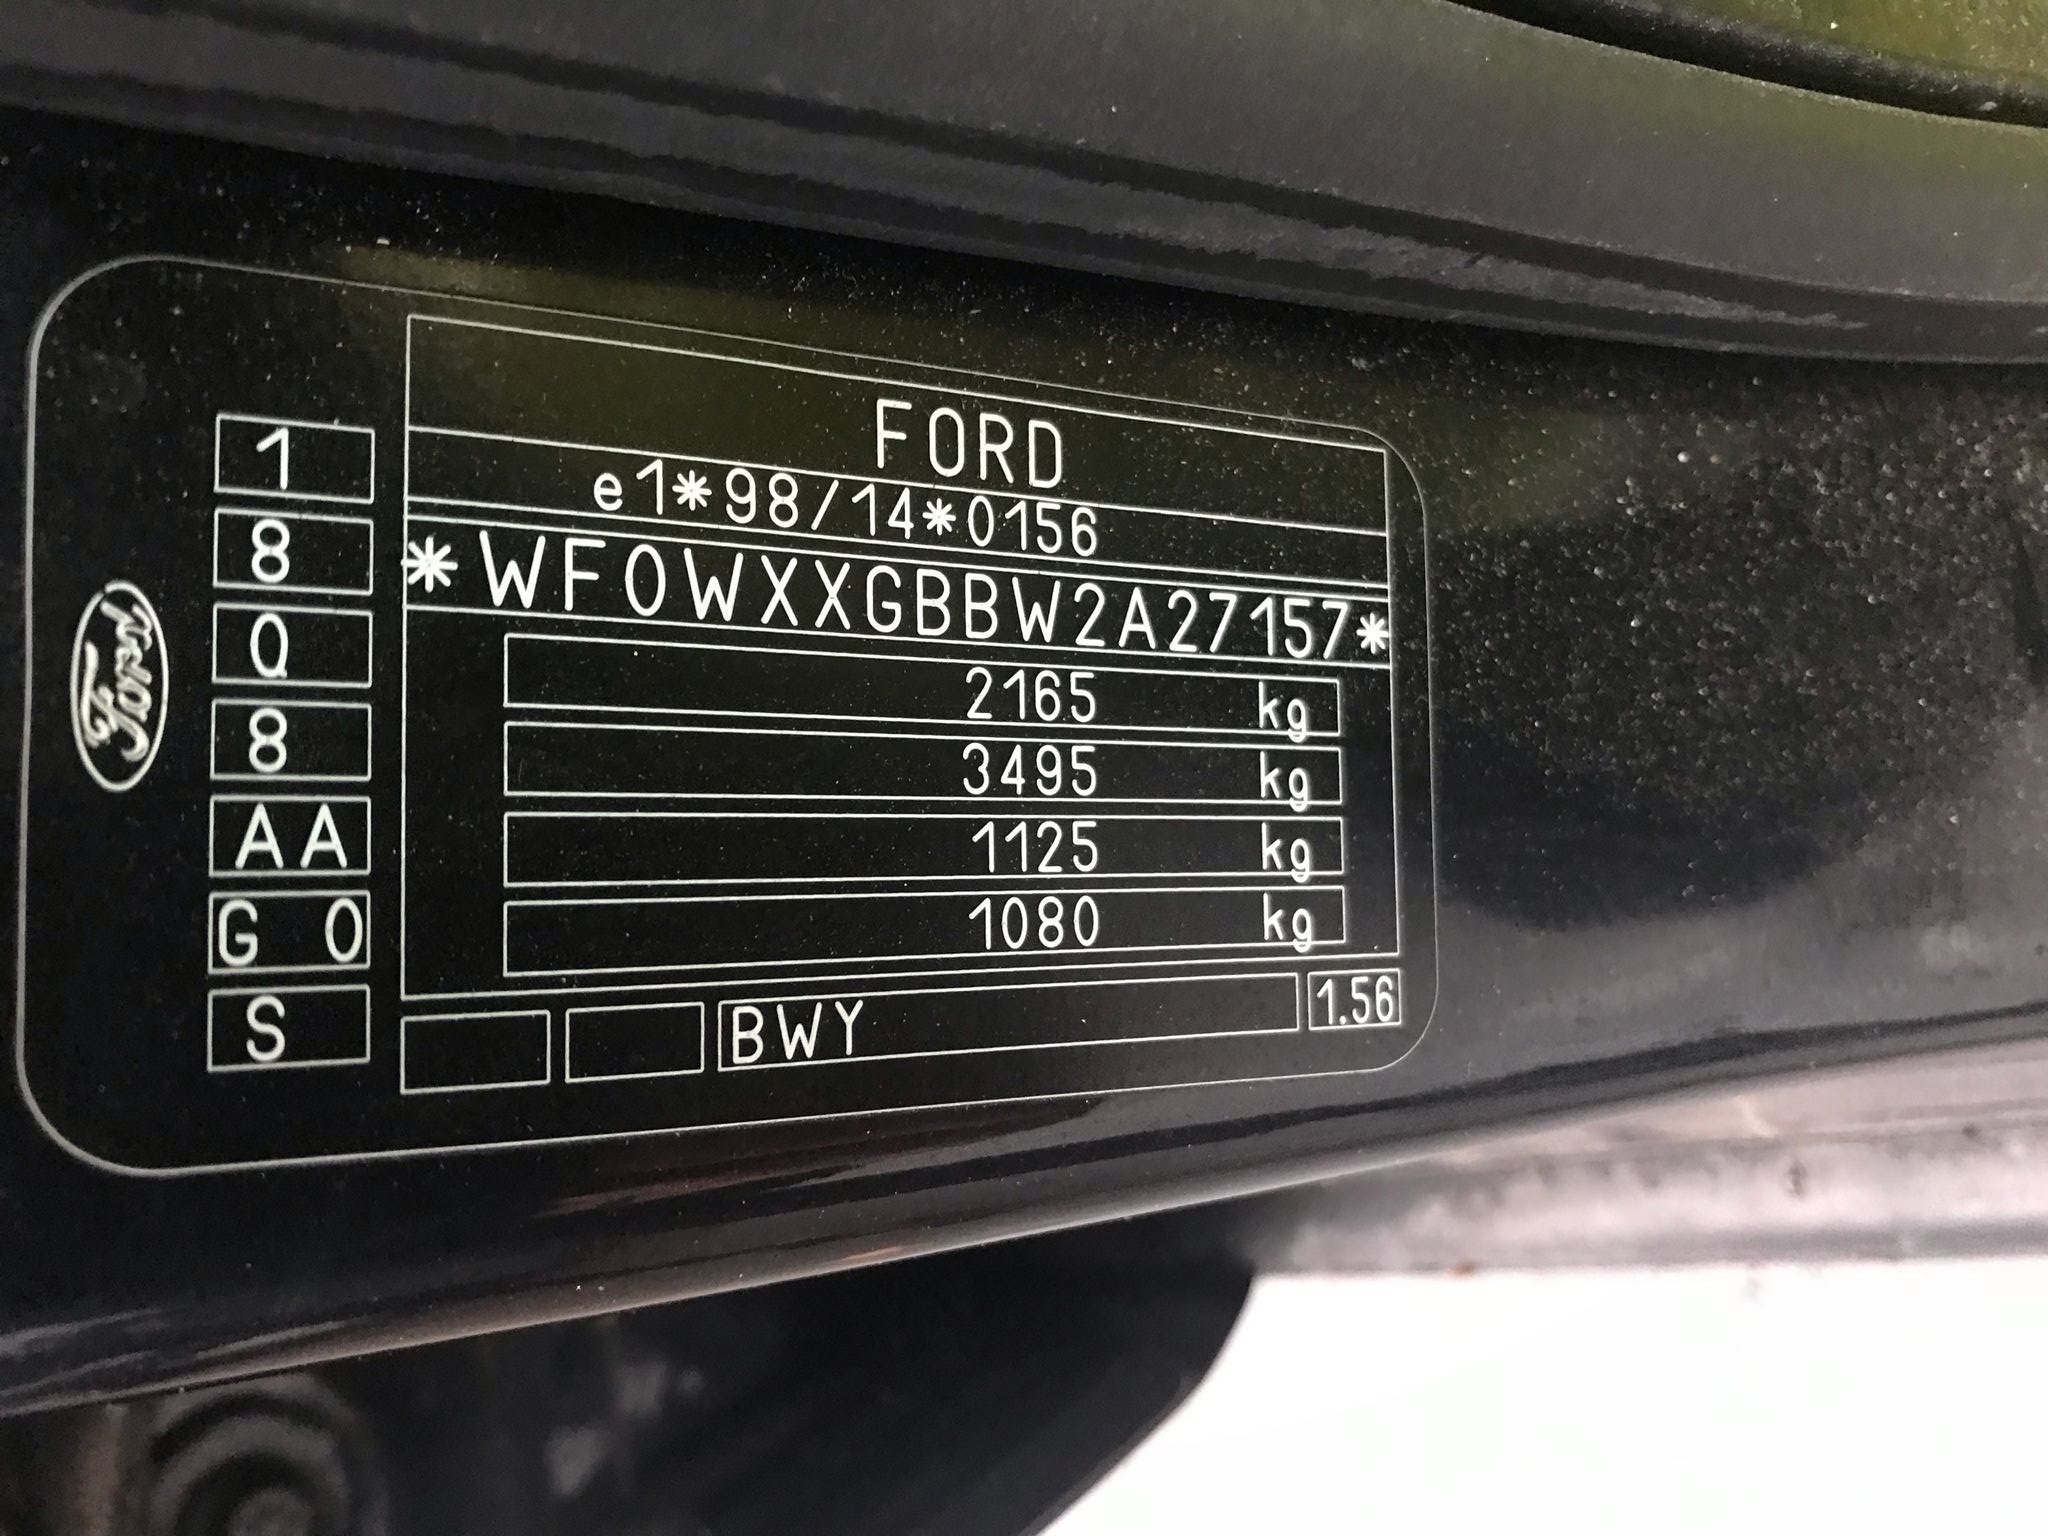 Ford
1
8
Q
8
AA
G 0
S
FORD
e1*98/14*0156
*WF0WXXGBBW2A27157*
2165 kg
3495 kg
1125 kg
1080 kg
BWY
1.56